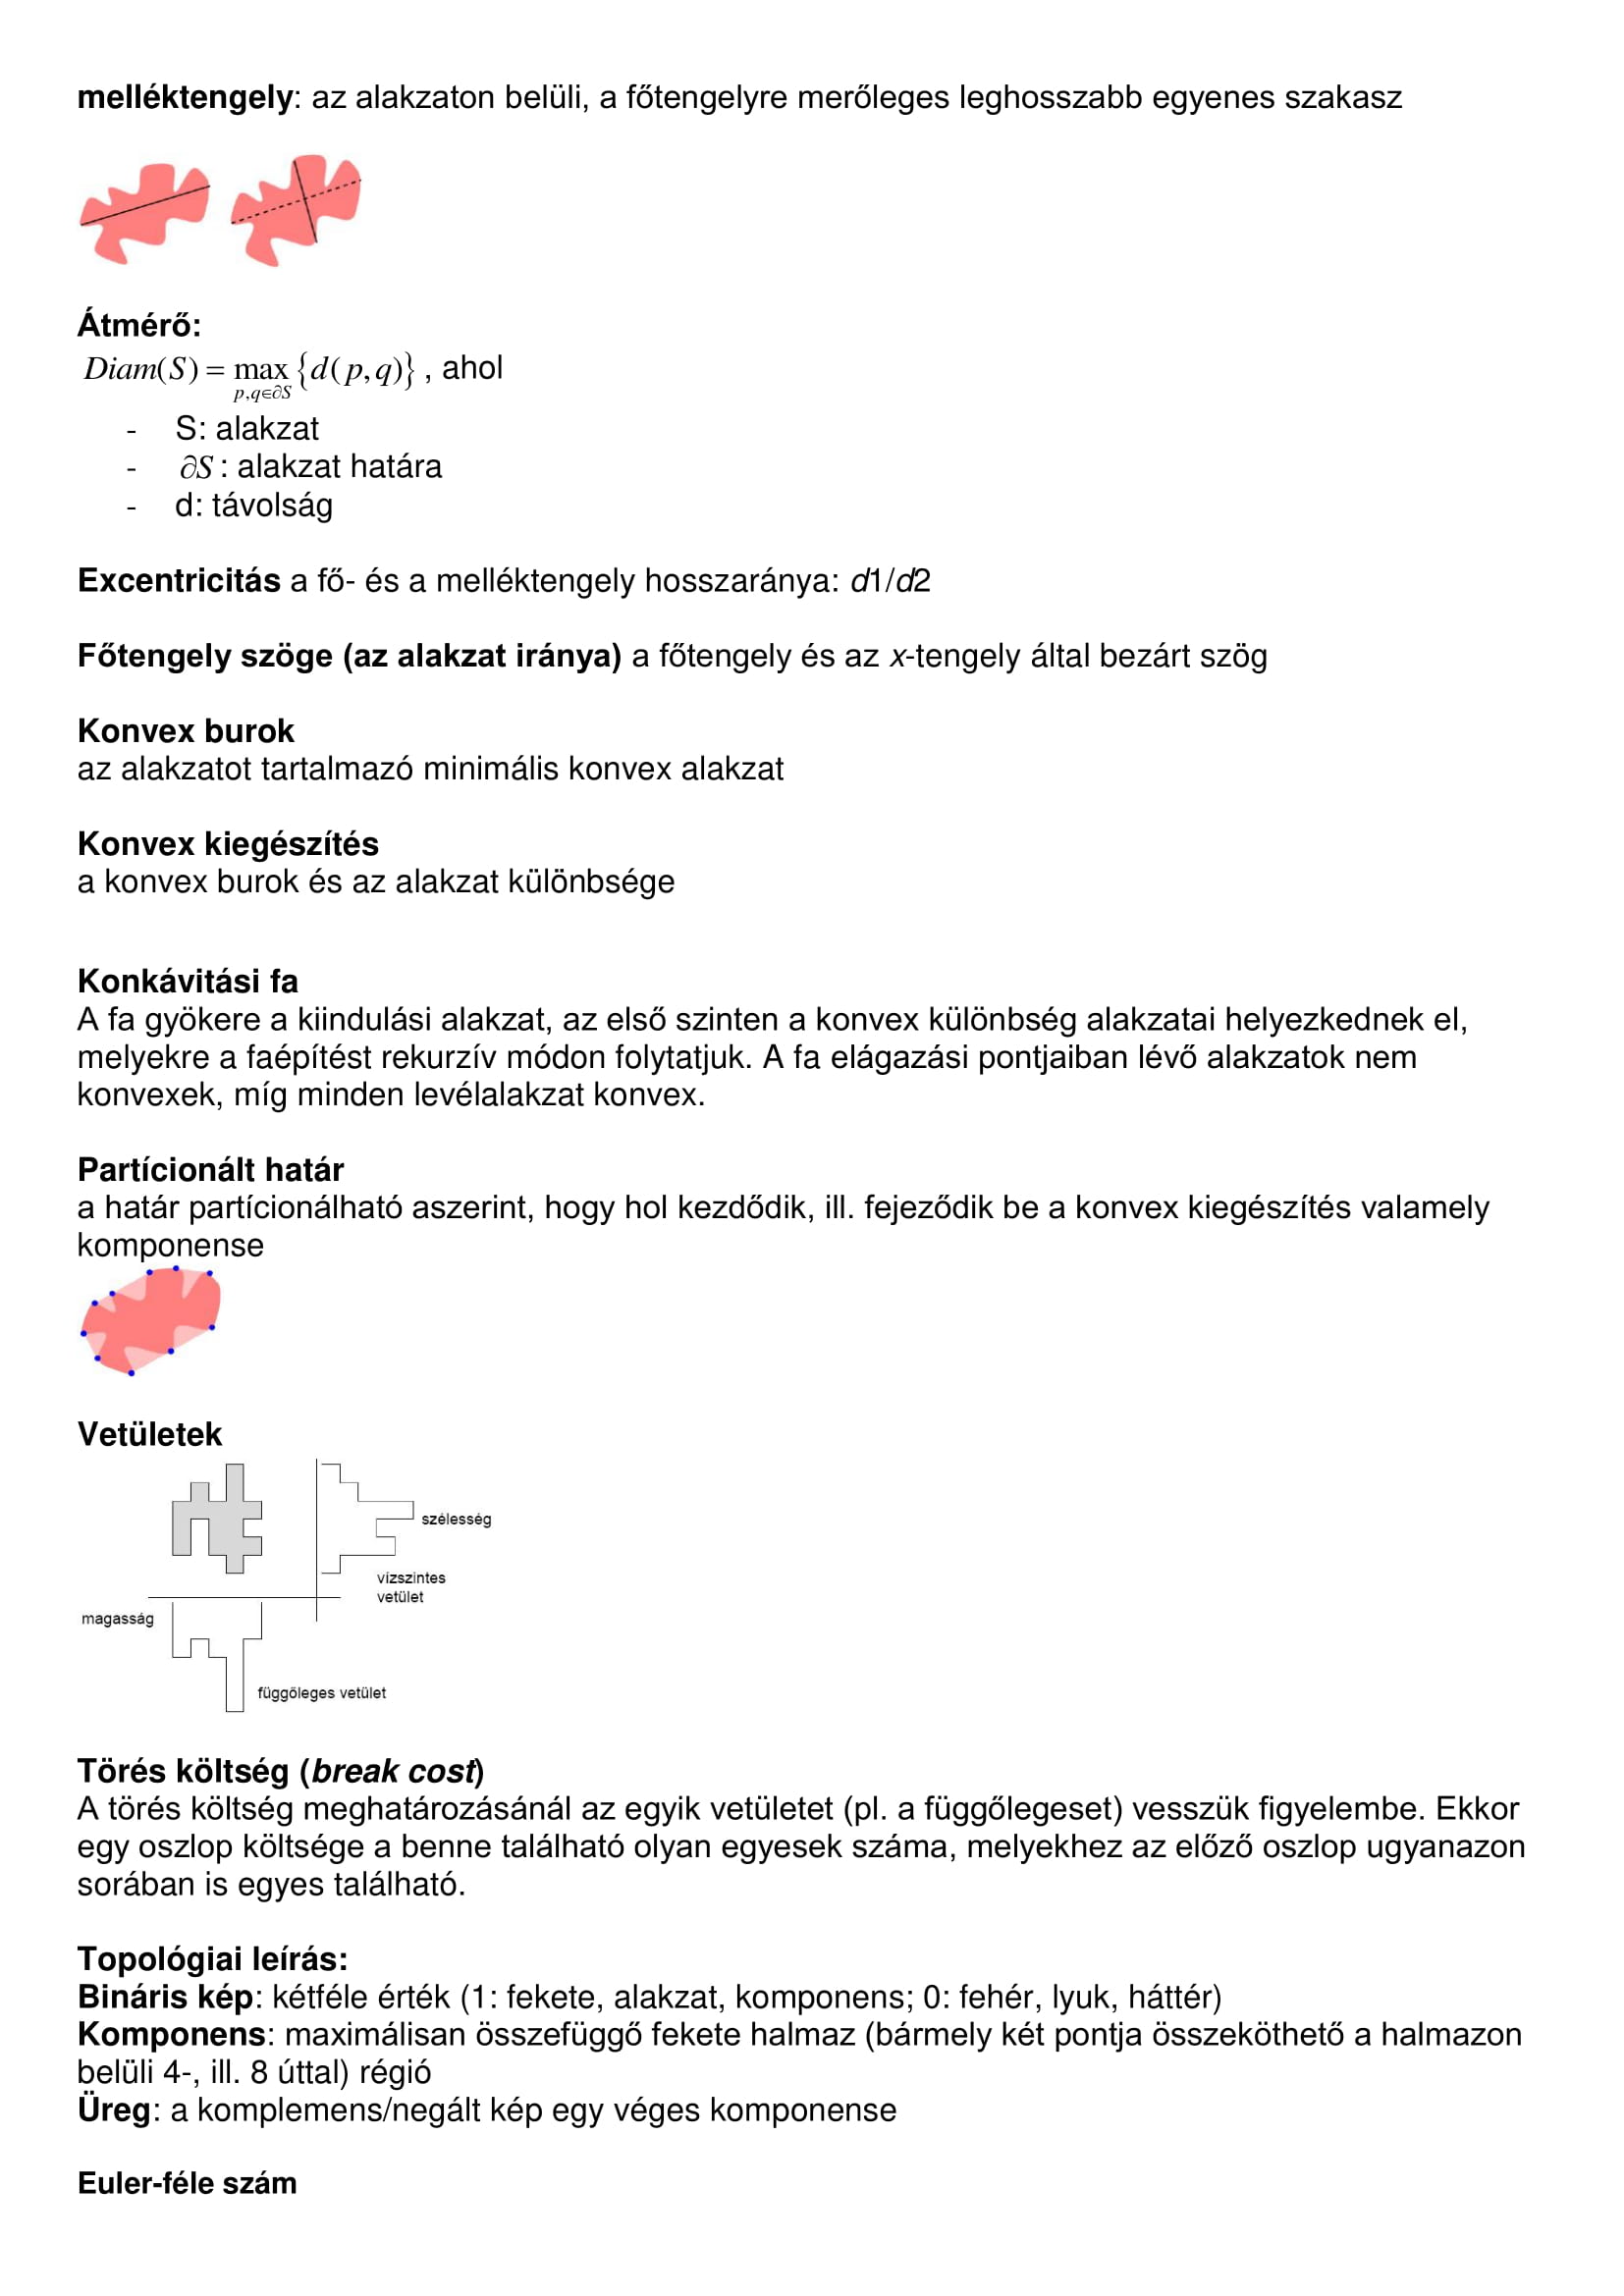 melléktengely: az alakzaton belüli, a főtengelyre merőleges leghosszabb egyenes szakasz
Átmérő:
Diam(S) = max {d(p,q)} , ahol
p,q∈∂S
- S: alakzat
- ∂S : alakzat határa
- d: távolság
Excentricitás a fő- és a melléktengely hosszaránya: d1/d2
Főtengely szöge (az alakzat iránya) a főtengely és az x-tengely által bezárt szög
Konvex burok
az alakzatot tartalmazó minimális konvex alakzat
Konvex kiegészítés
a konvex burok és az alakzat különbsége
Konkávitási fa
A fa gyökere a kiindulási alakzat, az első szinten a konvex különbség alakzatai helyezkednek el,
melyekre a faépítést rekurzív módon folytatjuk. A fa elágazási pontjaiban lévő alakzatok nem
konvexek, míg minden levélalakzat konvex.
Partícionált határ
a határ partícionálható aszerint, hogy hol kezdődik, ill. fejeződik be a konvex kiegészítés valamely
komponense
Vetületek
szélesség
vízszintes
vetület
magasság
függőleges vetület
Törés költség (break cost)
A törés költség meghatározásánál az egyik vetületet (pl. a függőlegeset) vesszük figyelembe. Ekkor
egy oszlop költsége a benne található olyan egyesek száma, melyekhez az előző oszlop ugyanazon
sorában is egyes található.
Topológiai leírás:
Bináris kép: kétféle érték (1: fekete, alakzat, komponens; 0: fehér, lyuk, háttér)
Komponens: maximálisan összefüggő fekete halmaz (bármely két pontja összeköthető a halmazon
belüli 4-, ill. 8 úttal) régió
Üreg: a komplemens/negált kép egy véges komponense
Euler-féle szám